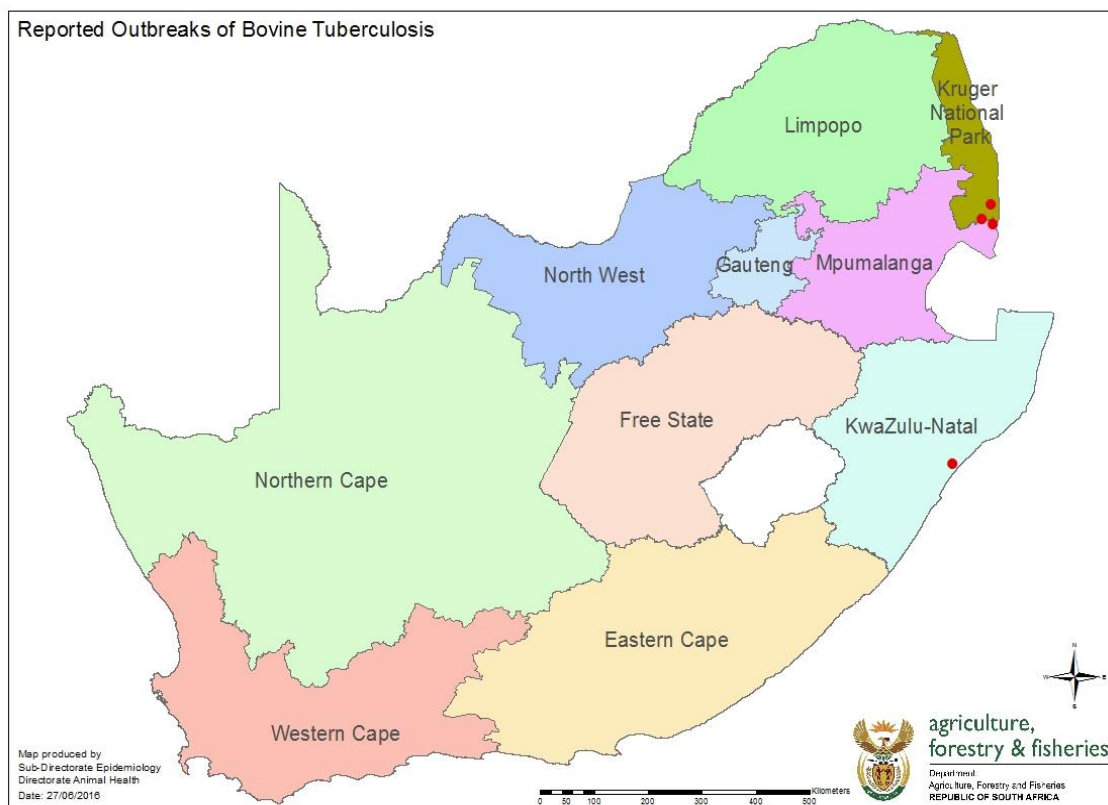 Reported Outbreaks of Bovine Tuberculosis
Kruger
National
Park
Limpopo
North West
Gauteng
Mpumalanga
Free State
KwaZulu-Natal
Northern Cape
Eastern Cape
Western Cape
N
W
E
S
Map produced by
Sub-Directorate Epidemiology
Directorate Animal Health
Date: 27/06/2016
Kilometers
0 50 100 200 300 400 500
agriculture,
forestry & fisheries
Department:
Agriculture, Forestry and Fisheries
REPUBLIC OF SOUTH AFRICA